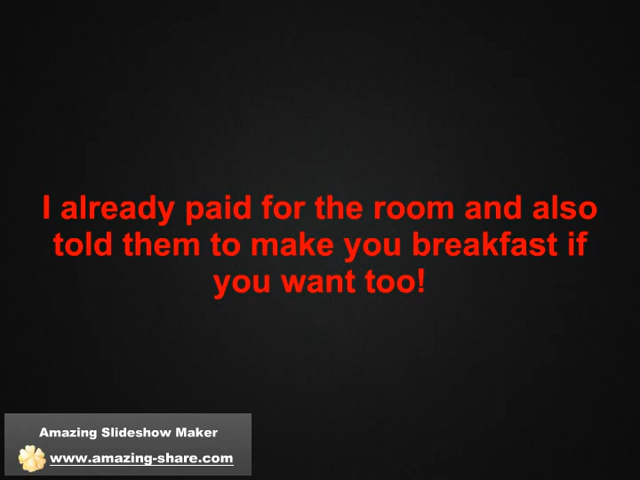 I already paid for the room and also
told them to make you breakfast if
you want too!
Amazing Slideshow Maker
www.amazing-share.com